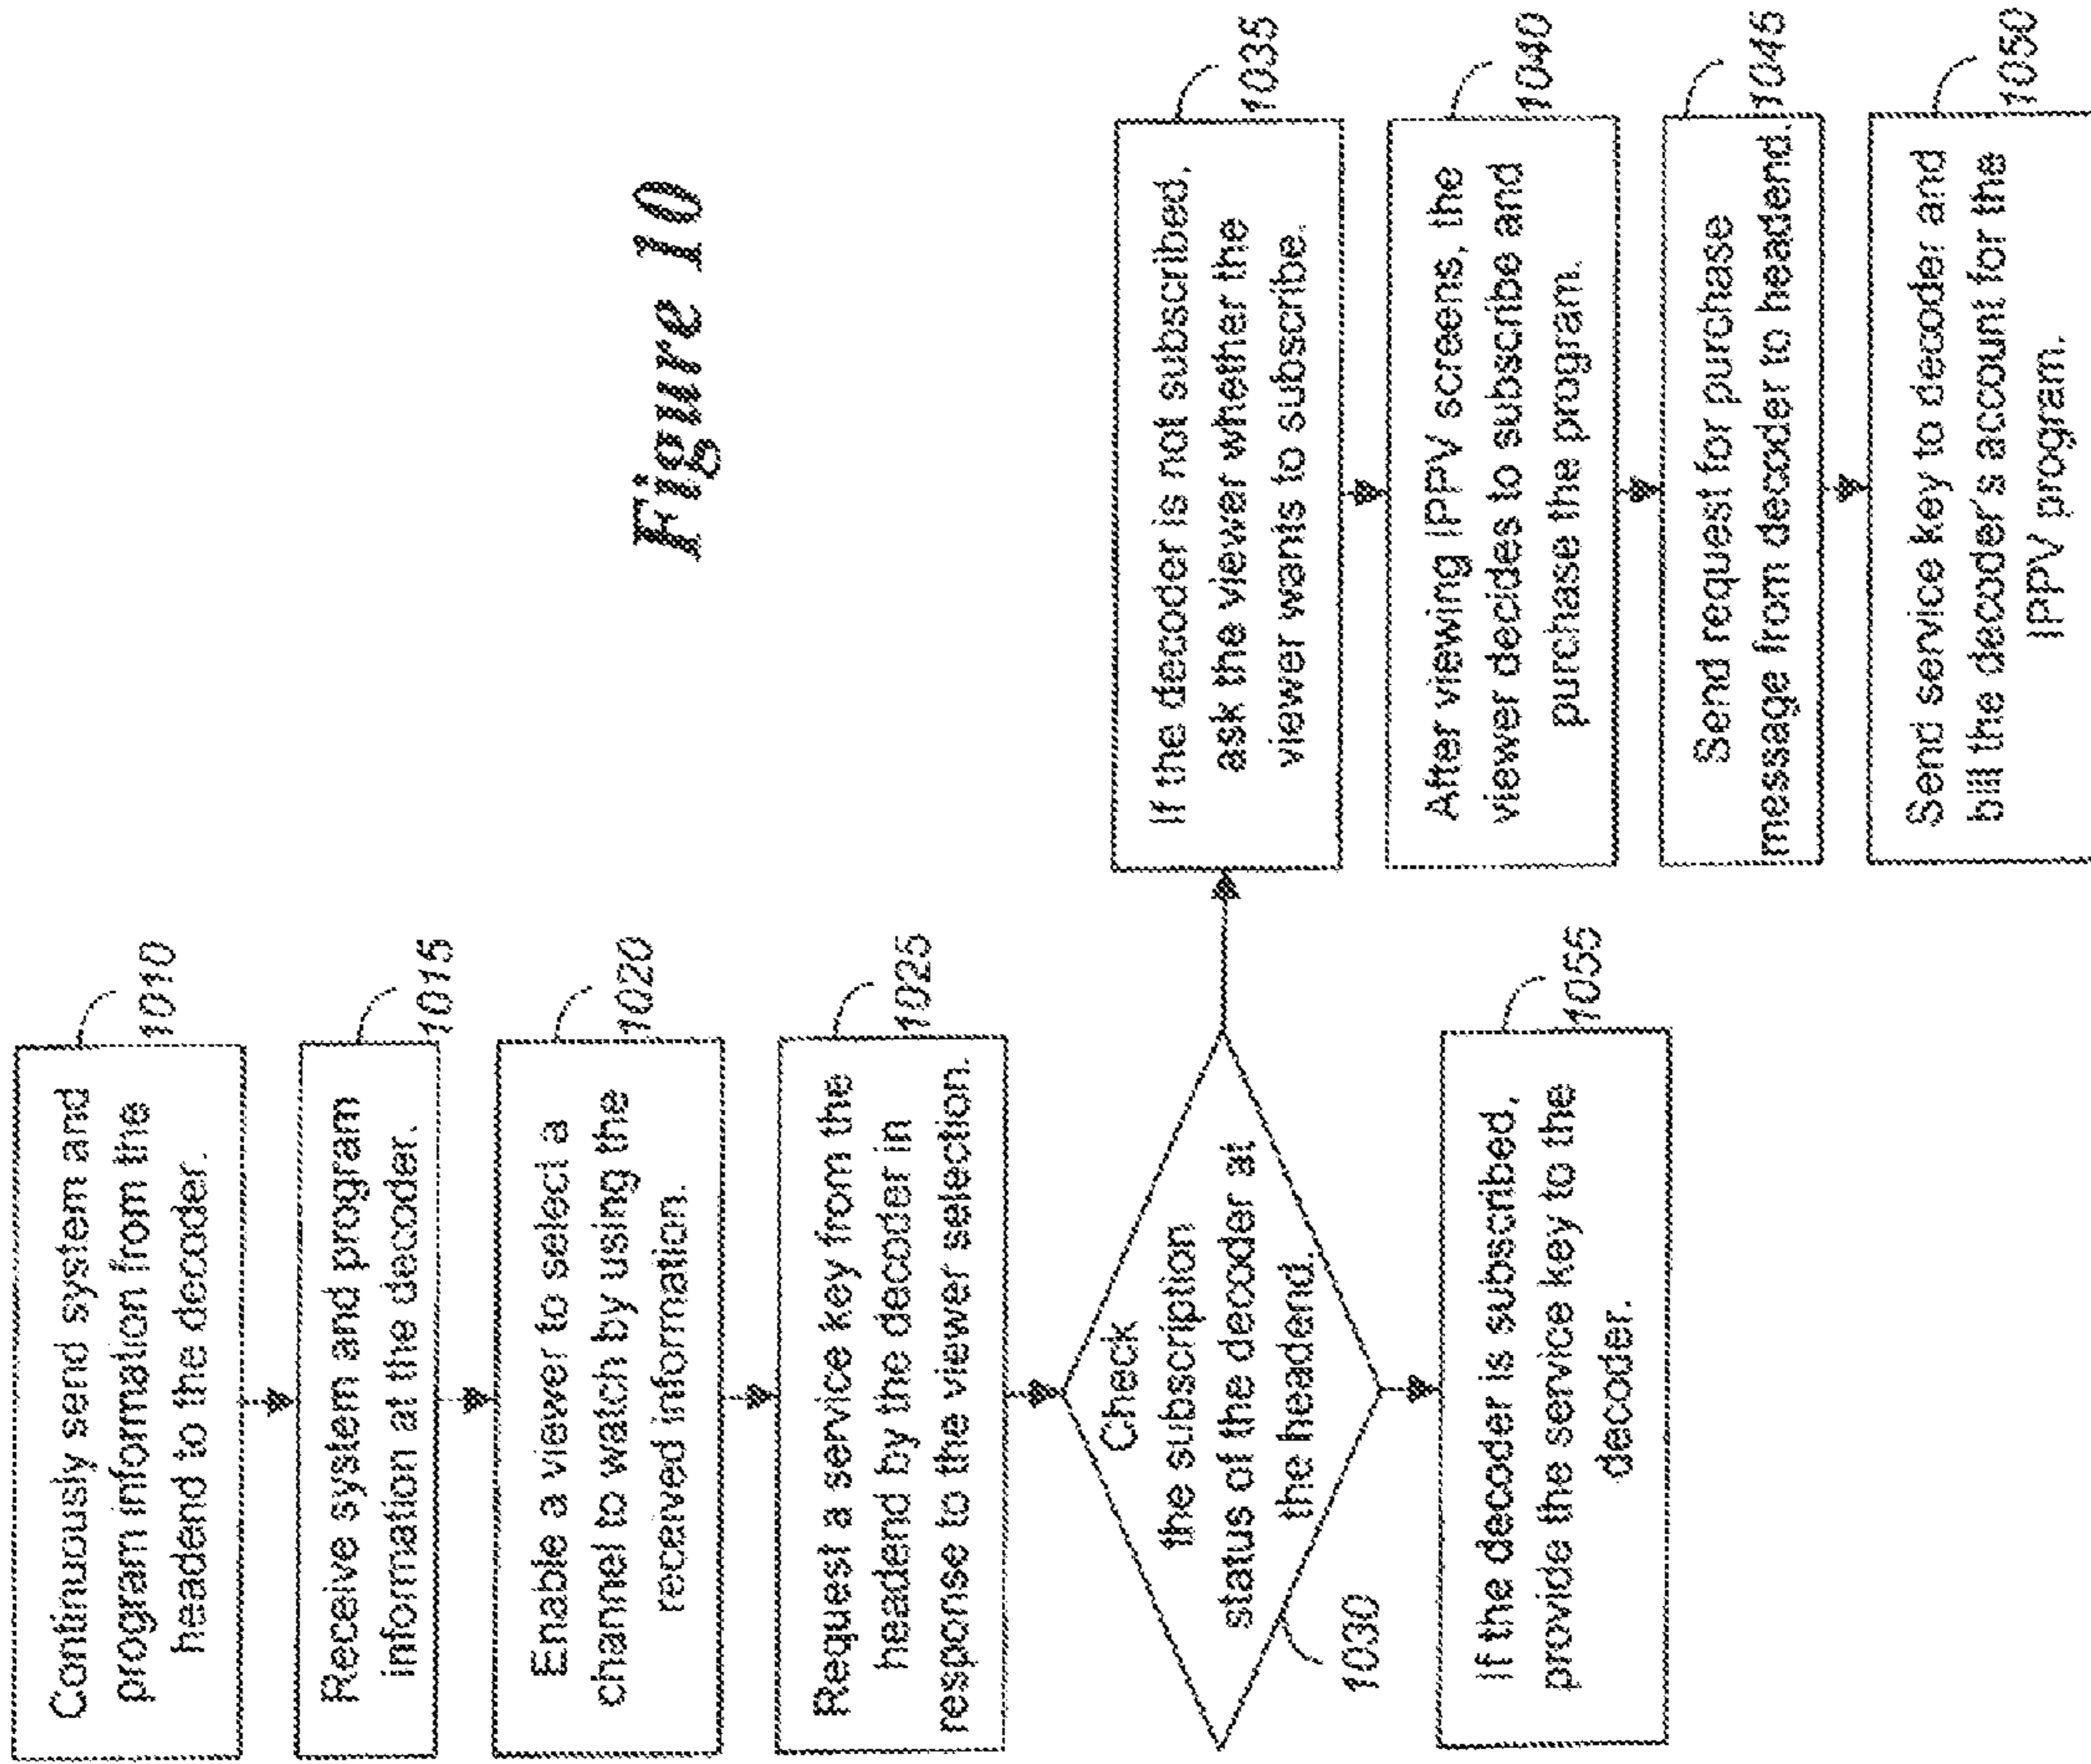 Continuously send system and
program information from the
headend to the decoder.
1010
Receive system and program
information at the decoder.
1015
Enable a viewer to select a
channel to watch by using the
received information.
1020
Request a service key from the
headend by the decoder in
response to the viewer selection.
1025
Check
the subscription
status of the decoder at
the headend.
1030
If the decoder is subscribed,
provide the service key to the
decoder.
1055
If the decoder is not subscribed,
ask the viewer whether the
viewer wants to subscribe.
1035
After viewing IPPV screens, the
viewer decides to subscribe and
purchase the program.
1040
Send request for purchase
message from decoder to headend.
1045
Send service key to decoder and
bill the decoder's account for the
IPPV program.
1050
Figure 10